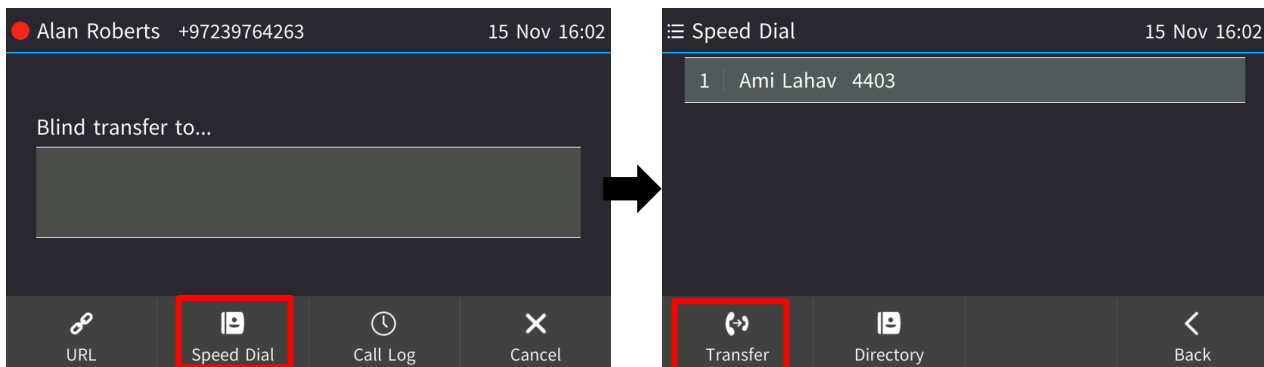 Alan Roberts +97239764263 15 Nov 16:02
Blind transfer to...
URL Speed Dial Call Log Cancel
Speed Dial 15 Nov 16:02
1 Ami Lahav 4403
Transfer Directory Back